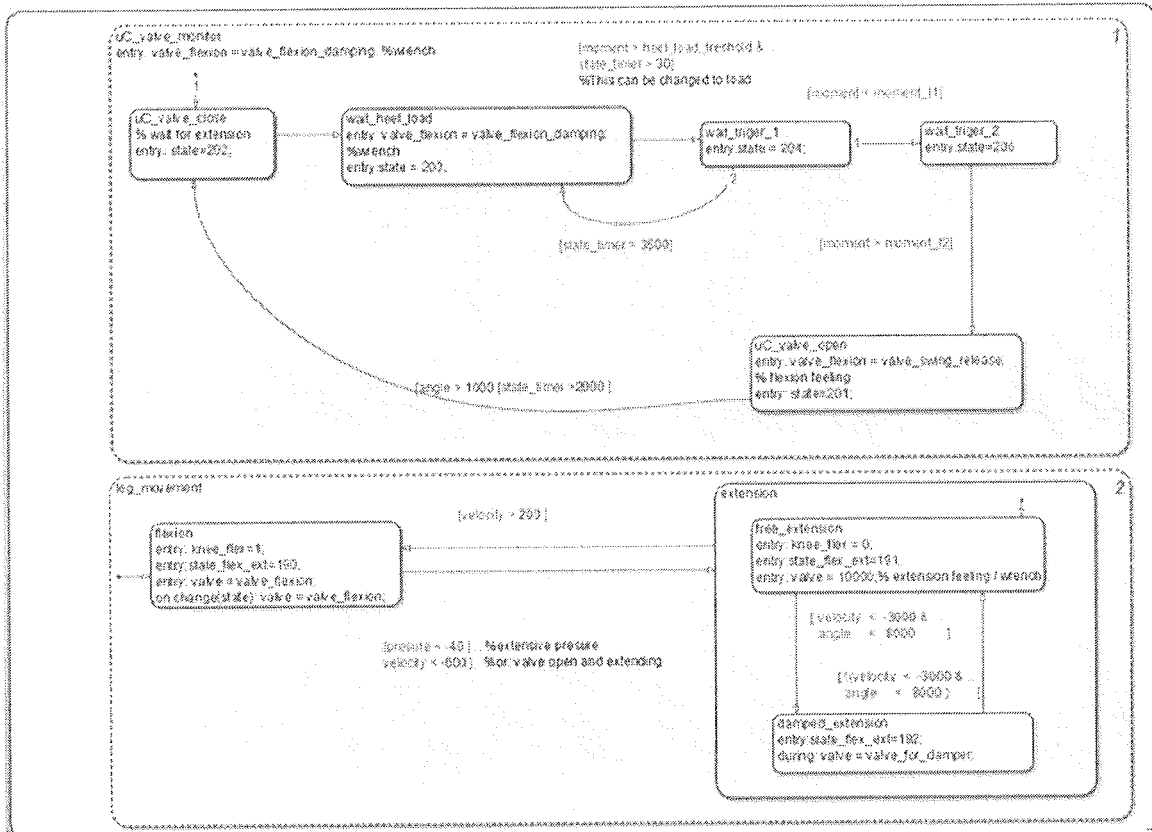 uC_valve_monitor
entry: valve_flexion = valve_flexion_damping; %wrench
1
[moment > heel_load_treshold & ...
state_timer > 30]
%This can be changed to load
[moment < moment_t1]
1
uC_valve_close
% wait for extension
entry: state=202;
wait_heel_load
entry: valve_flexion = valve_flexion_damping;
%wrench
entry:state = 203;
wait_triger_1
entry:state = 204;
1
wait_triger_2
entry:state=205
2
[state_timer > 3500]
[moment > moment_t2]
uC_valve_open
entry: valve_flexion = valve_swing_release;
% flexion feeling
entry: state=201;
[angle > 1000 |state_timer >2000 ]
leg_movement
2
extension
[velocity > 200 ]
flexion
entry: knee_flex=1;
entry:state_flex_ext=190;
entry: valve = valve_flexion;
on change(state): valve = valve_flexion;
free_extension
entry: knee_flex = 0;
entry:state_flex_ext=191;
entry: valve = 10000;% extension feeling / wrench
[presure < -40 | ...%extensive presure
velocity < -600] %or: valve open and extending
[ velocity < -3000 & ...
angle < 8000 ]
[ !(velocity < -3000 & ...
angle < 8000 ) ]
damped_extension
entry:state_flex_ext=192;
during: valve = valve_for_damper;